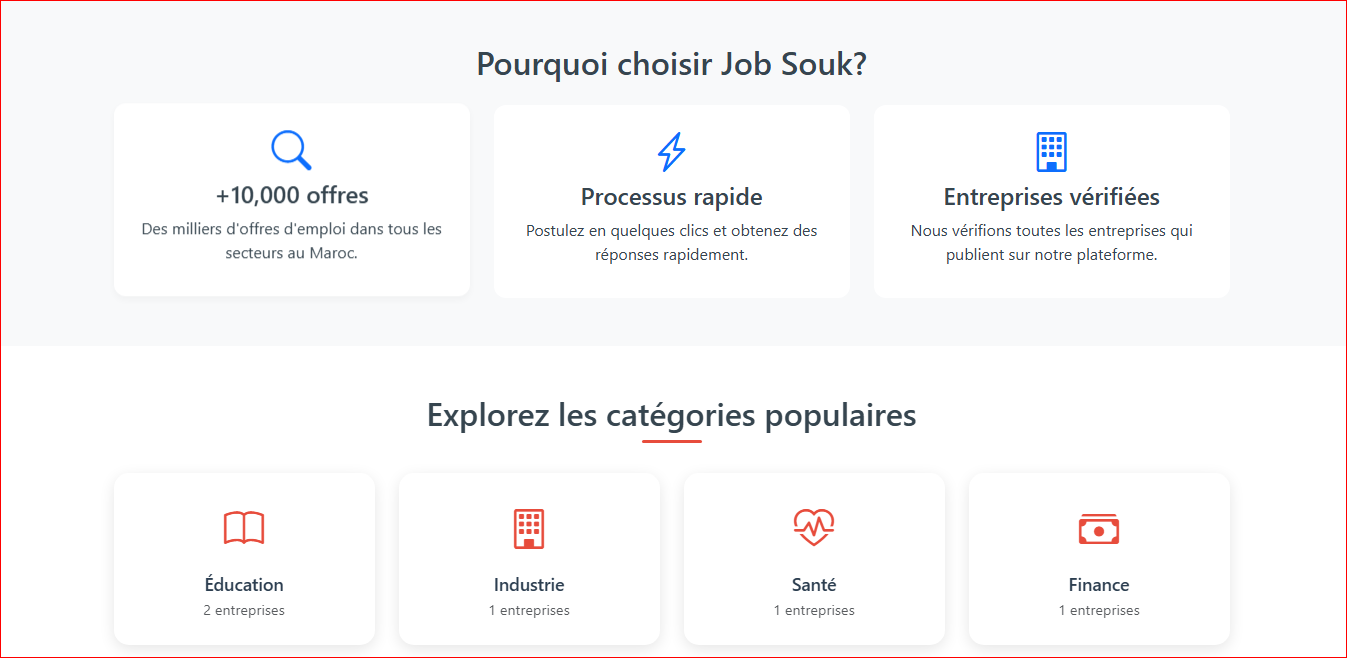 Pourquoi choisir Job Souk?
+10,000 offres
Des milliers d'offres d'emploi dans tous les
secteurs au Maroc.
Processus rapide
Postulez en quelques clics et obtenez des
réponses rapidement.
Entreprises vérifiées
Nous vérifions toutes les entreprises qui
publient sur notre plateforme.
Explorez les catégories populaires
Éducation
2 entreprises
Industrie
1 entreprises
Santé
1 entreprises
Finance
1 entreprises